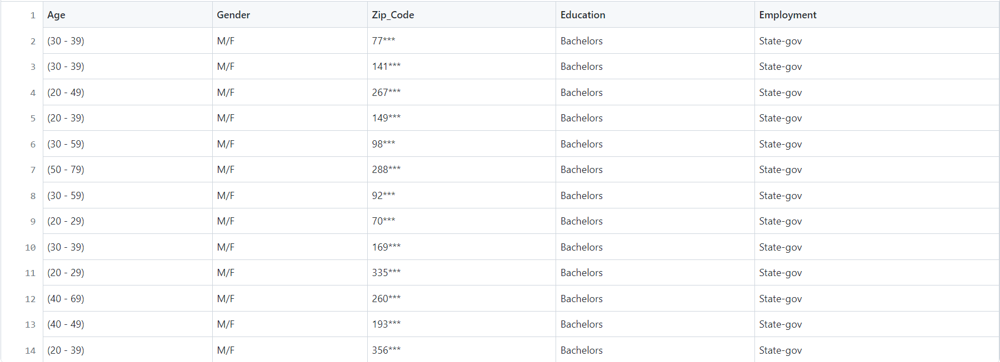 1 Age Gender Zip_Code Education Employment
2 (30 - 39) M/F 77*** Bachelors State-gov
3 (30 - 39) M/F 141*** Bachelors State-gov
4 (20 - 49) M/F 267*** Bachelors State-gov
5 (20 - 39) M/F 149*** Bachelors State-gov
6 (30 - 59) M/F 98*** Bachelors State-gov
7 (50 - 79) M/F 288*** Bachelors State-gov
8 (30 - 59) M/F 92*** Bachelors State-gov
9 (20 - 29) M/F 70*** Bachelors State-gov
10 (30 - 39) M/F 169*** Bachelors State-gov
11 (20 - 29) M/F 335*** Bachelors State-gov
12 (40 - 69) M/F 260*** Bachelors State-gov
13 (40 - 49) M/F 193*** Bachelors State-gov
14 (20 - 39) M/F 356*** Bachelors State-gov